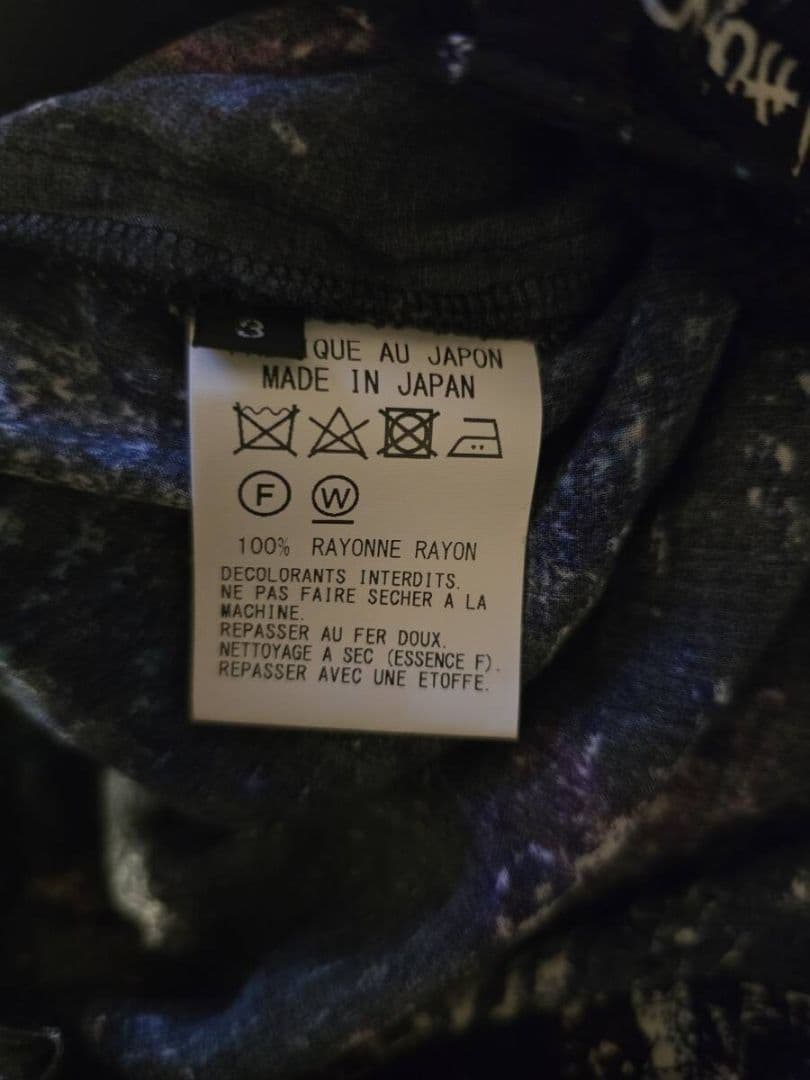 3
QUE AU JAPON
MADE IN JAPAN
F W
100% RAYONNE RAYON
DECOLORANTS INTERDITS.
NE PAS FAIRE SECHER A LA
MACHINE.
REPASSER AU FER DOUX.
NETTOYAGE A SEC (ESSENCE F).
REPASSER AVEC UNE ETOFFE.